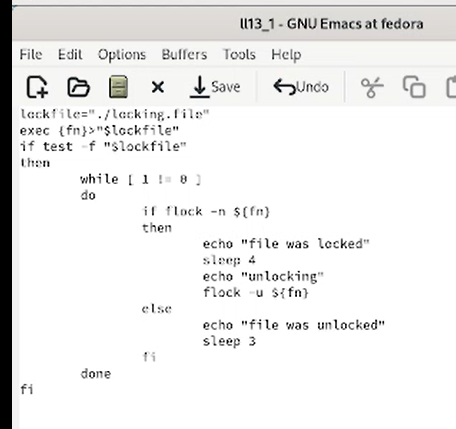 ll13_1 - GNU Emacs at fedora
File Edit Options Buffers Tools Help
Save Undo
lockfile="./locking.file"
exec {fn}>"$lockfile"
if test -f "$lockfile"
then
while [ 1 != 0 ]
do
if flock -n ${fn}
then
echo "file was locked"
sleep 4
echo "unlocking"
flock -u ${fn}
else
echo "file was unlocked"
sleep 3
fi
done
fi